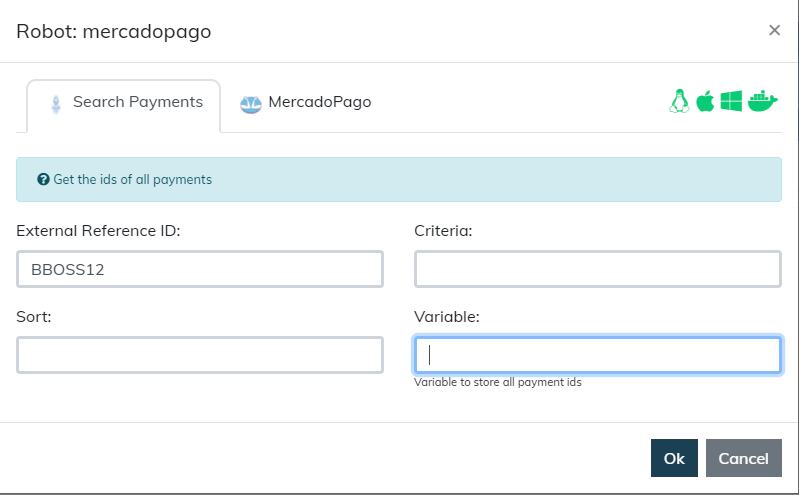 Robot: mercadopago
×
Search Payments
MercadoPago
Get the ids of all payments
External Reference ID:
Criteria:
BBOSS12
Sort:
Variable:
Variable to store all payment ids
Ok
Cancel